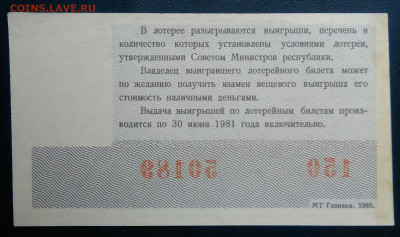 COINS.LAVE.RU
В лотерее разыгрываются выигрыши, перечень и
количество которых установлены условиями лотереи,
утвержденными Советом Министров республики.
Владелец выигравшего лотерейного билета может
по желанию получить взамен вещевого выигрыша его
стоимость наличными деньгами.
Выдача выигрышей по лотерейным билетам произ-
водится по 30 июня 1981 года включительно.
МТ Гознака. 1980.